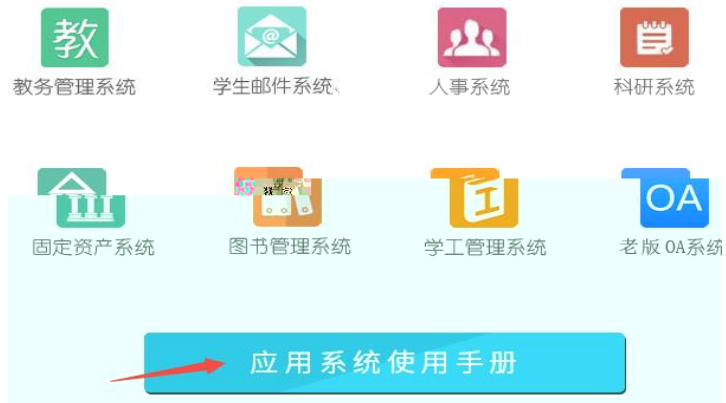 教
@
教务管理系统
学生邮件系统、
人事系统
科研系统
工
OA
固定资产系统
图书管理系统
学工管理系统
老版OA系统
应用系统使用手册